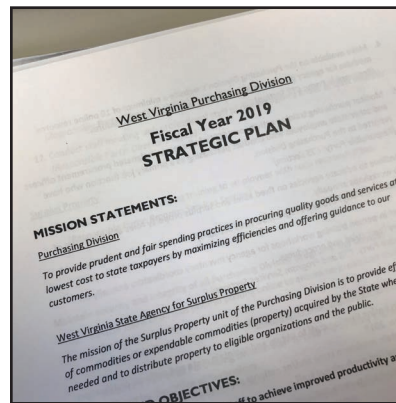 West Virginia Purchasing Division
Fiscal Year 2019
STRATEGIC PLAN
MISSION STATEMENTS:
Purchasing Division
To provide prudent and fair spending practices in procuring quality goods and services at
lowest cost to state taxpayers by maximizing efficiencies and offering guidance to our
customers.
West Virginia State Agency for Surplus Property
The mission of the Surplus Property unit of the Purchasing Division is to provide
of commodities or expendable commodities (property) acquired by the State
needed and to distribute property to eligible organizations and the public.
OBJECTIVES:
to achieve improved productivity